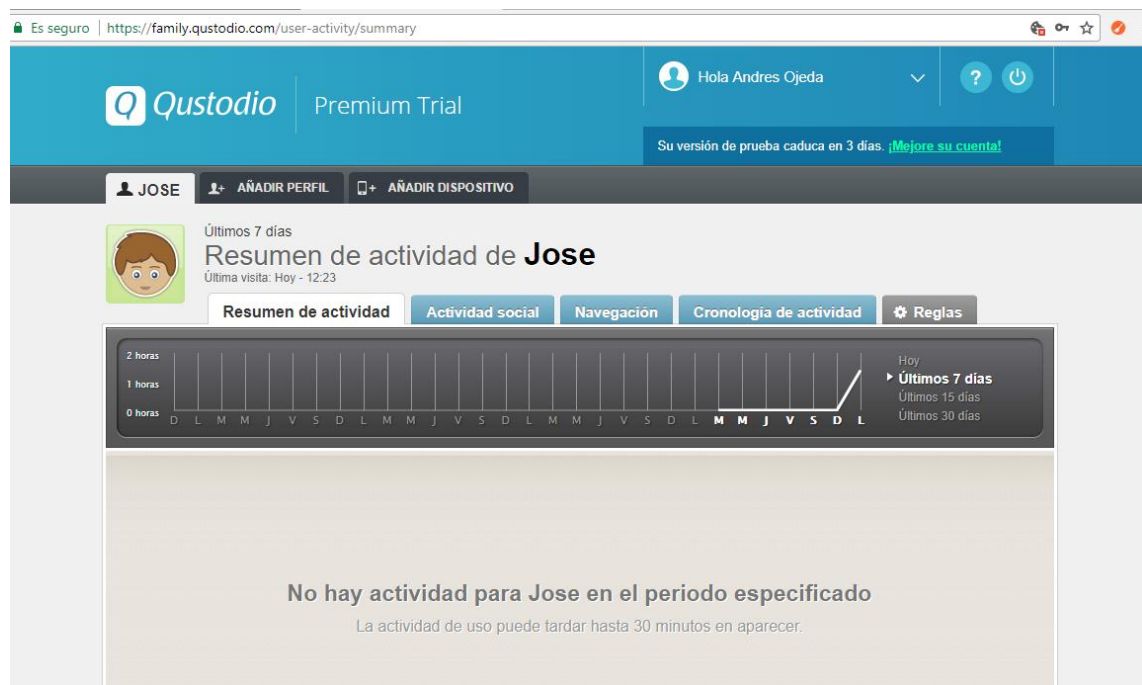 Es seguro | https://family.qustodio.com/user-activity/summary
Q Qustodio Premium Trial
Hola Andres Ojeda
?
Su versión de prueba caduca en 3 días. ¡Mejore su cuenta!
JOSE AÑADIR PERFIL AÑADIR DISPOSITIVO
Últimos 7 días
Resumen de actividad de Jose
Última visita: Hoy - 12:23
Resumen de actividad Actividad social Navegación Cronología de actividad Reglas
2 horas
1 horas
0 horas
D L M M J V S D L M M J V S D L M M J V S D L M M J V S D L
Hoy
Últimos 7 días
Últimos 15 días
Últimos 30 días
No hay actividad para Jose en el periodo especificado
La actividad de uso puede tardar hasta 30 minutos en aparecer.